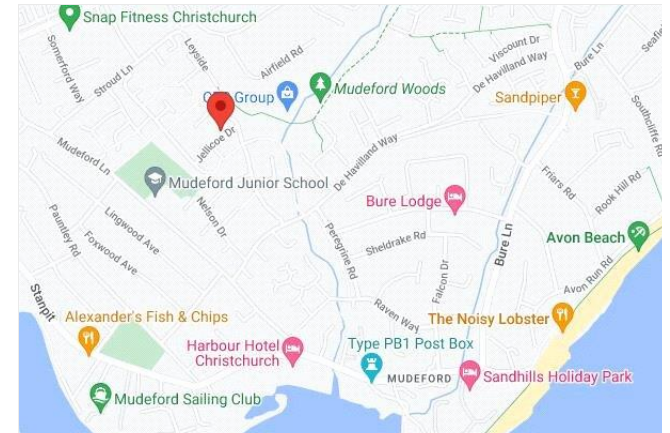 Snap Fitness Christchurch
Somerford Way
Stroud Ln
Leyside
Airfield Rd
Viscount Dr
De Havilland Way
Bure Ln
Group
Mudeford Woods
Sandpiper
Southcliffe Rd
Jellicoe Dr
Mudeford Ln
De Havilland Way
Mudeford Junior School
Friars Rd
Rook Hill Rd
Bure Lodge
Nelson Dr
Lingwood Ave
Pauntley Rd
Foxwood Ave
Peregrine Rd
Sheldrake Rd
Bure Ln
Avon Beach
Falcon Dr
Avon Run Rd
Stanpit
Raven Way
Alexander's Fish & Chips
The Noisy Lobster
Harbour Hotel
Christchurch
Type PB1 Post Box
MUDEFORD
Sandhills Holiday Park
Mudeford Sailing Club